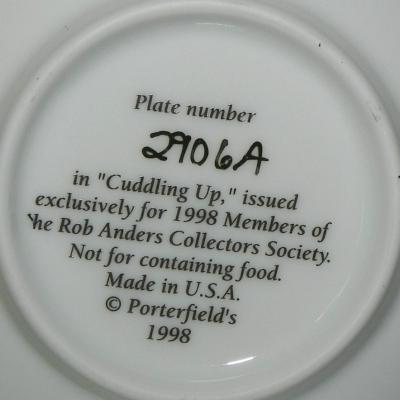 Plate number
2906A
in "Cuddling Up," issued
exclusively for 1998 Members of
the Rob Anders Collectors Society.
Not for containing food.
Made in U.S.A.
© Porterfield's
1998